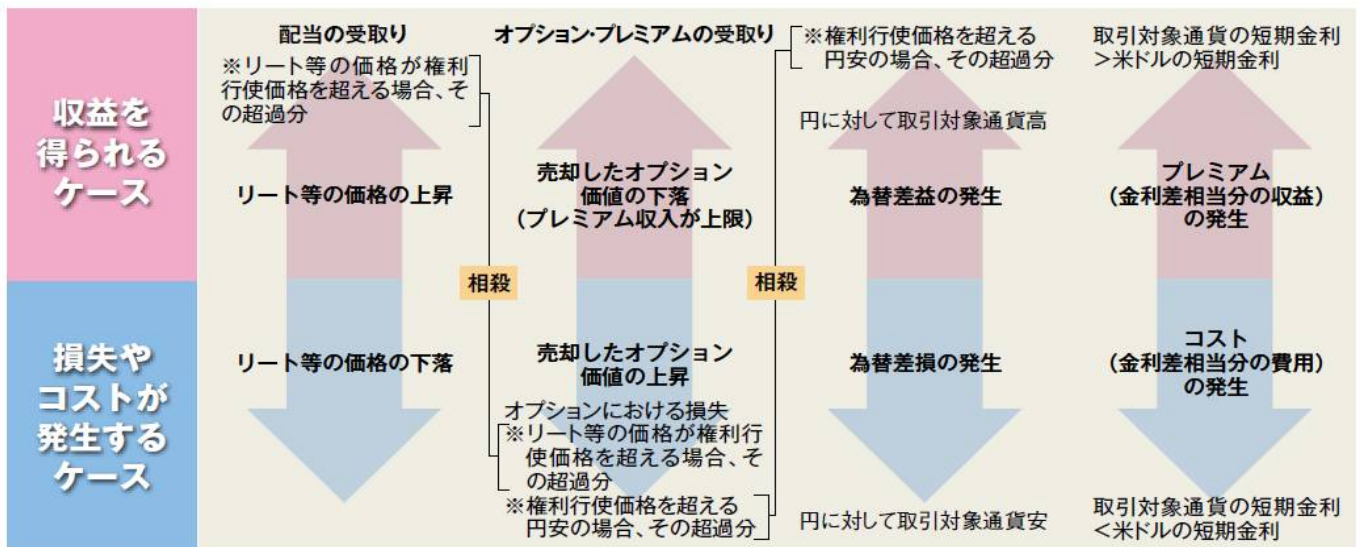 収益を
得られる
ケース
配当の受取り
※リート等の価格が権利
行使価格を超える場合、そ
の超過分
リート等の価格の上昇
オプション・プレミアムの受取り
売却したオプション
価値の下落
（プレミアム収入が上限）
※権利行使価格を超える
円安の場合、その超過分
円に対して取引対象通貨高
為替差益の発生
取引対象通貨の短期金利
＞米ドルの短期金利
プレミアム
（金利差相当分の収益）
の発生
相殺
相殺
損失や
コストが
発生する
ケース
リート等の価格の下落
売却したオプション
価値の上昇
オプションにおける損失
※リート等の価格が権利行
使価格を超える場合、そ
の超過分
※権利行使価格を超える
円安の場合、その超過分
為替差損の発生
円に対して取引対象通貨安
コスト
（金利差相当分の費用）
の発生
取引対象通貨の短期金利
＜米ドルの短期金利